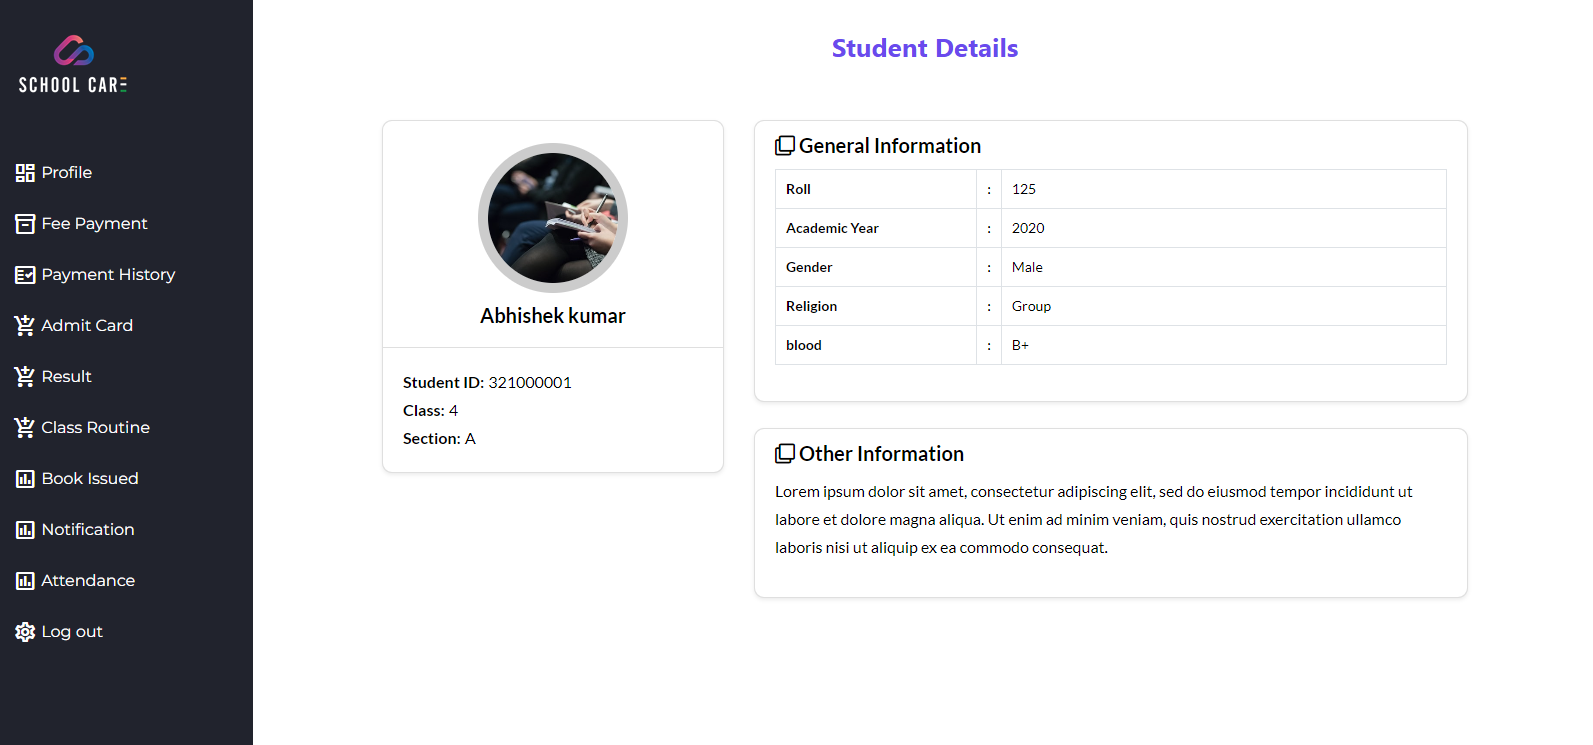 SCHOOL CARE
Profile
Fee Payment
Payment History
Admit Card
Result
Class Routine
Book Issued
Notification
Attendance
Log out
Student Details
Abhishek kumar
Student ID: 321000001
Class: 4
Section: A
General Information
Roll : 125
Academic Year : 2020
Gender : Male
Religion : Group
blood : B+
Other Information
Lorem ipsum dolor sit amet, consectetur adipiscing elit, sed do eiusmod tempor incididunt ut
labore et dolore magna aliqua. Ut enim ad minim veniam, quis nostrud exercitation ullamco
laboris nisi ut aliquip ex ea commodo consequat.